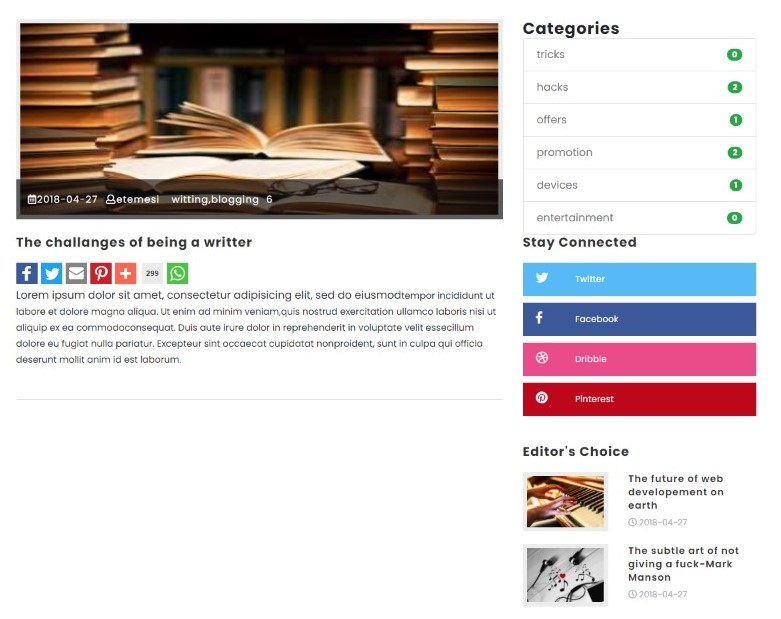 2018-04-27 etemesi witting,blogging 6
The challanges of being a writter
299
Lorem ipsum dolor sit amet, consectetur adipisicing elit, sed do eiusmodtempor incididunt ut
labore et dolore magna aliqua. Ut enim ad minim veniam,quis nostrud exercitation ullamco laboris nisi ut
aliquip ex ea commodoconsequat. Duis aute irure dolor in reprehenderit in voluptate velit essecillum
dolore eu fugiat nulla pariatur. Excepteur sint occaecat cupidatat nonproident, sunt in culpa qui officia
deserunt mollit anim id est laborum.
Categories
tricks 0
hacks 2
offers 1
promotion 2
devices 1
entertainment 0
Stay Connected
Twitter
Facebook
Dribble
Pinterest
Editor's Choice
The future of web
developement on
earth
2018-04-27
The subtle art of not
giving a fuck-Mark
Manson
2018-04-27